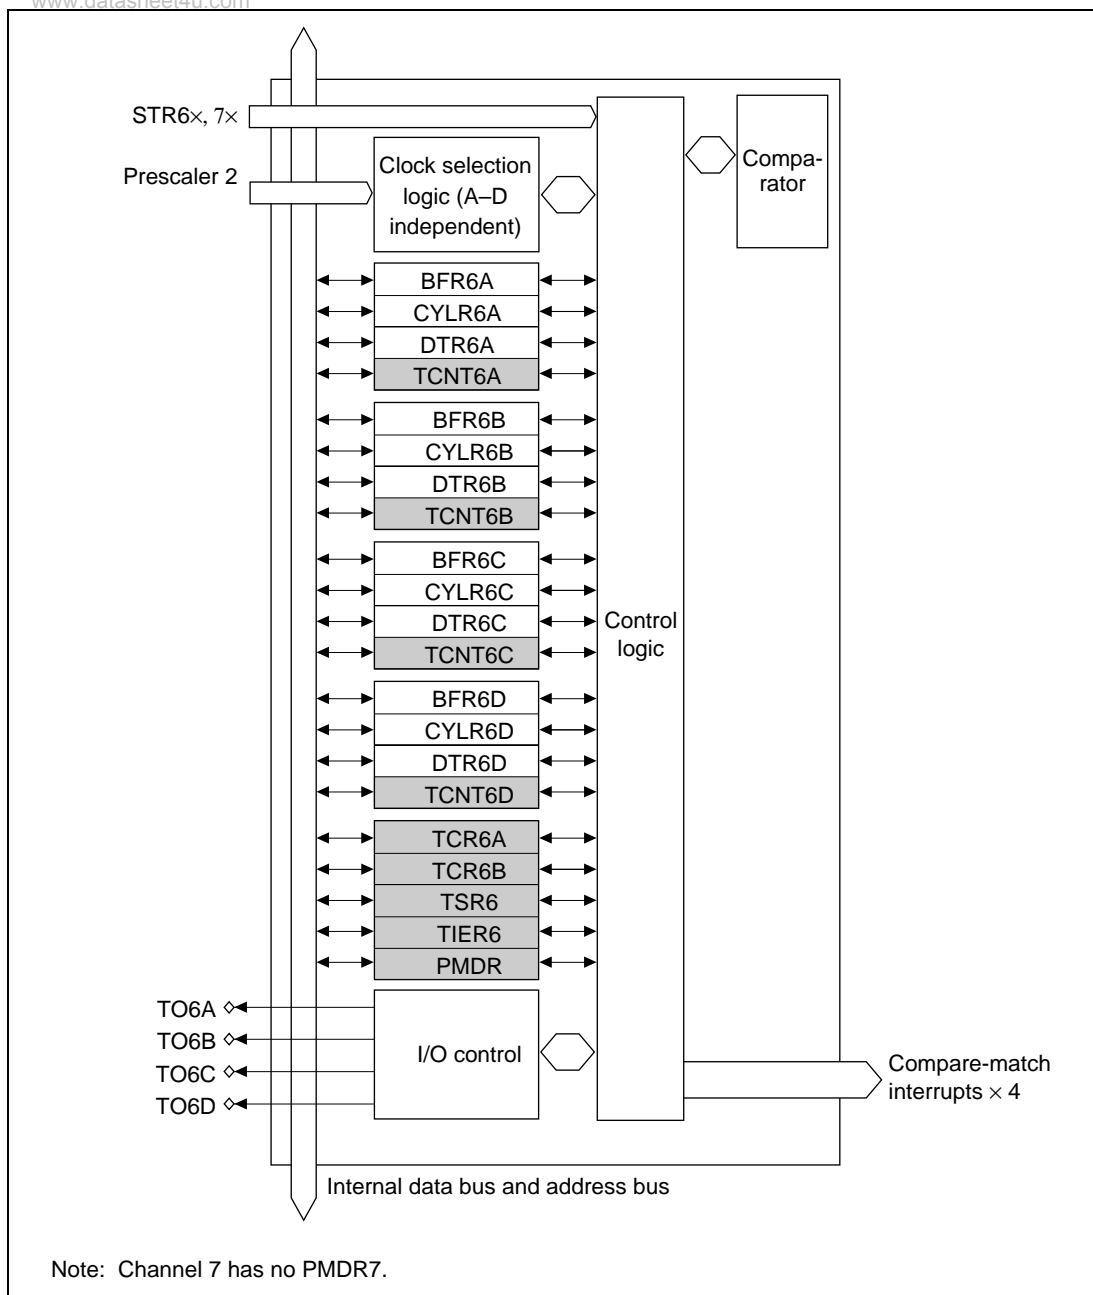 www.datasheet4u.com
STR6×, 7×
Prescaler 2
Clock selection
logic (A–D
independent)
Compa-
rator
BFR6A
CYLR6A
DTR6A
TCNT6A
BFR6B
CYLR6B
DTR6B
TCNT6B
BFR6C
CYLR6C
DTR6C
TCNT6C
Control
logic
BFR6D
CYLR6D
DTR6D
TCNT6D
TCR6A
TCR6B
TSR6
TIER6
PMDR
TO6A
TO6B
TO6C
TO6D
I/O control
Compare-match
interrupts × 4
Internal data bus and address bus
Note: Channel 7 has no PMDR7.